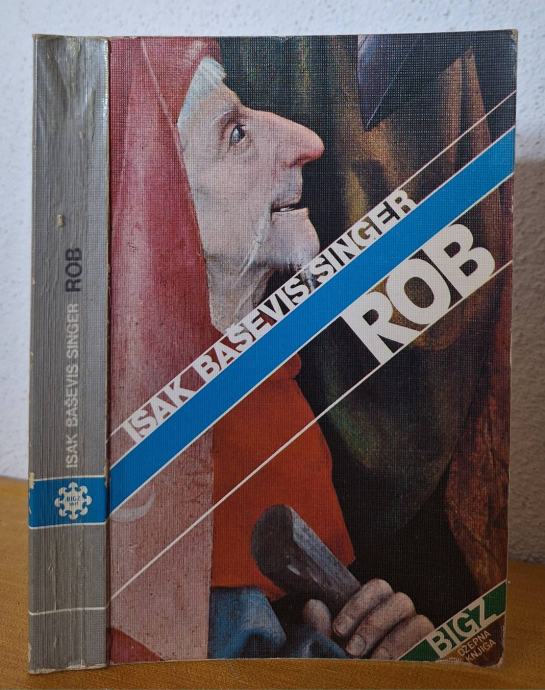 ISAK BAŠEVIS SINGER ROB
BIGZ
ISAK BAŠEVIS SINGER
ROB
BIGZ
DŽEPNA
KNJIGA